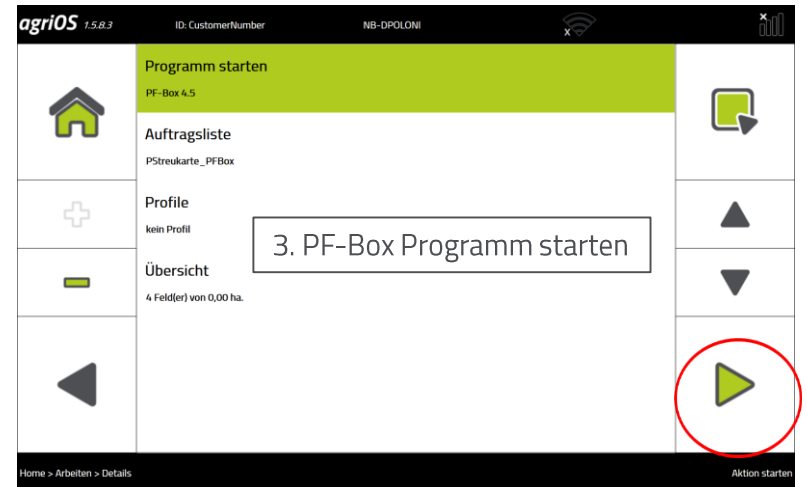 agriOS 1.5.8.3 ID: CustomerNumber NB-DPOLONI x x
Programm starten
PF-Box 4.5
Auftragsliste
PStreukarte_PFBox
Profile
kein Profil
3. PF-Box Programm starten
Übersicht
4 Feld(er) von 0,00 ha.
Home > Arbeiten > Details Aktion starten